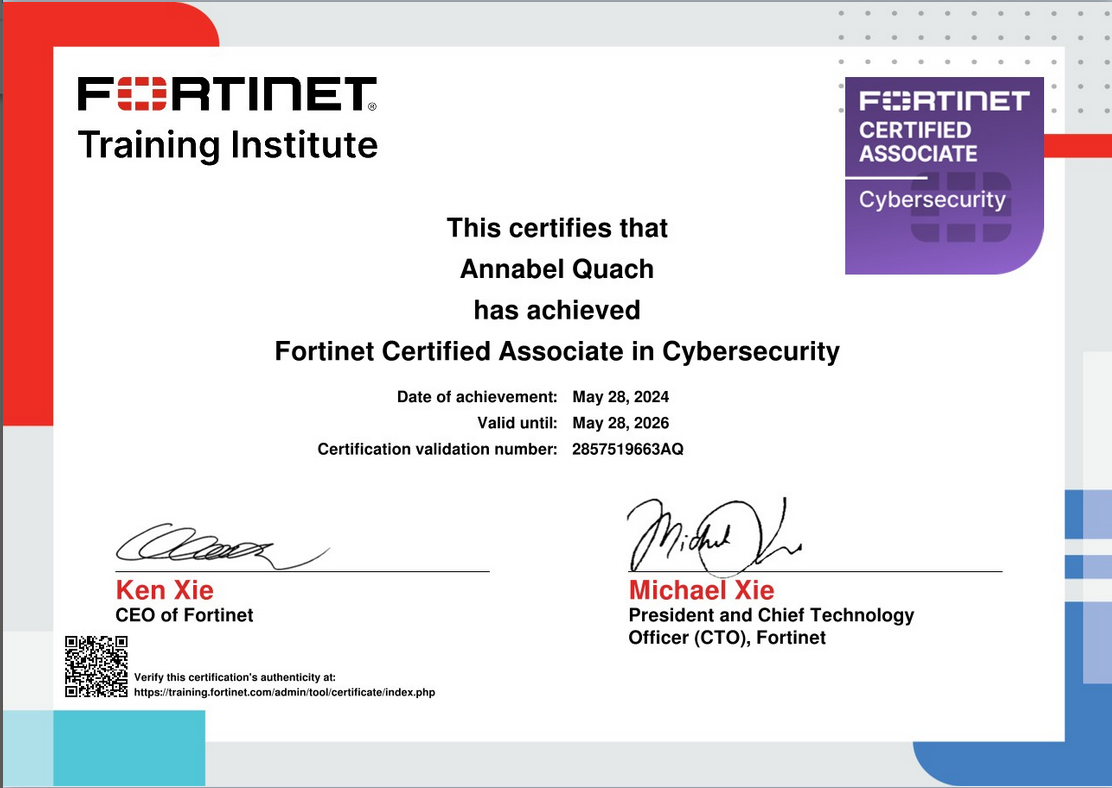 FORTINET®
Training Institute
FORTINET
CERTIFIED
ASSOCIATE
Cybersecurity
This certifies that
Annabel Quach
has achieved
Fortinet Certified Associate in Cybersecurity
Date of achievement: May 28, 2024
Valid until: May 28, 2026
Certification validation number: 2857519663AQ
Ken Xie
CEO of Fortinet
Michael Xie
President and Chief Technology
Officer (CTO), Fortinet
Verify this certification's authenticity at:
https://training.fortinet.com/admin/tool/certificate/index.php